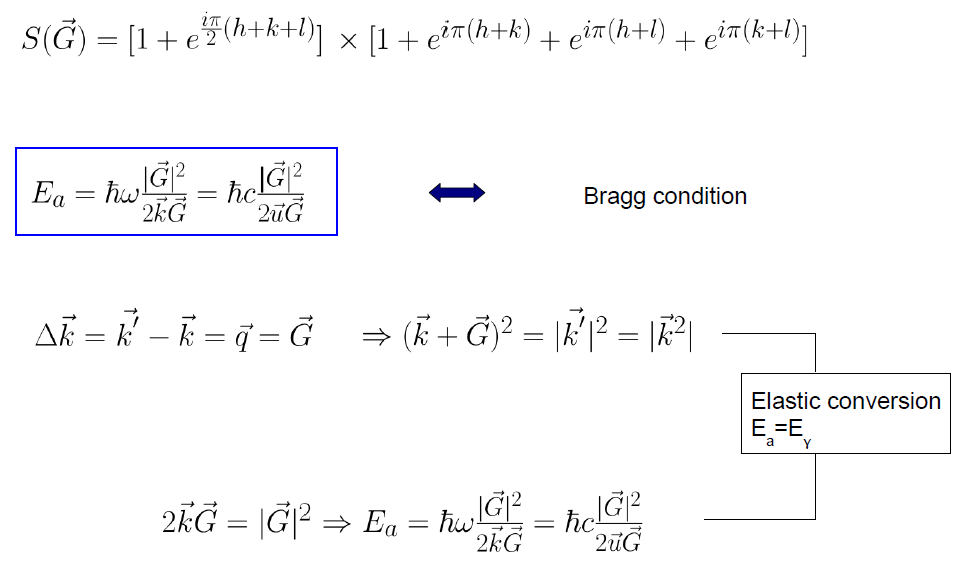 S(G⃗) = [1 + e^{iπ/2(h+k+l)}] × [1 + e^{iπ(h+k)} + e^{iπ(h+l)} + e^{iπ(k+l)}]
E_a = ħω |G⃗|²/2k⃗G⃗ = ħc |G⃗|²/2u⃗G⃗
Bragg condition
Δk⃗ = k⃗′ − k⃗ = q⃗ = G⃗ ⇒ (k⃗ + G⃗)² = |k⃗′|² = |k⃗²|
Elastic conversion
E_a=E_γ
2k⃗G⃗ = |G⃗|² ⇒ E_a = ħω |G⃗|²/2k⃗G⃗ = ħc |G⃗|²/2u⃗G⃗